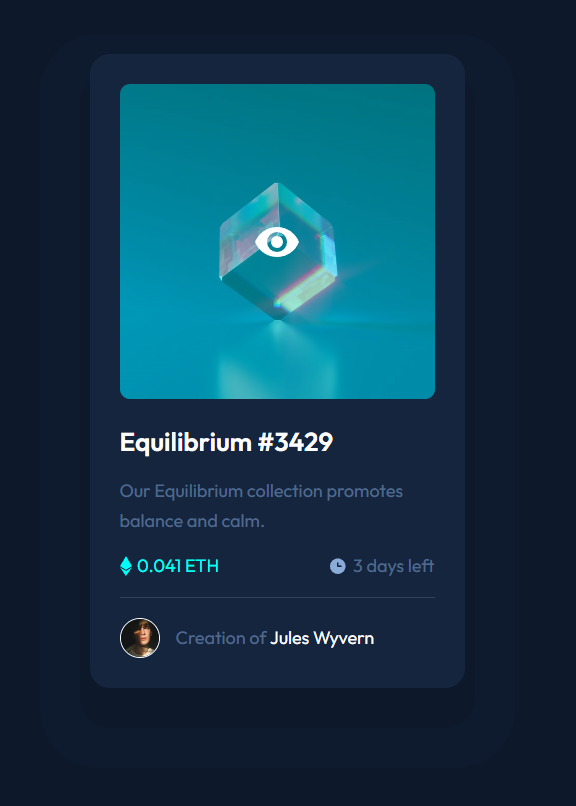 Equilibrium #3429
Our Equilibrium collection promotes
balance and calm.
0.041 ETH
3 days left
Creation of Jules Wyvern